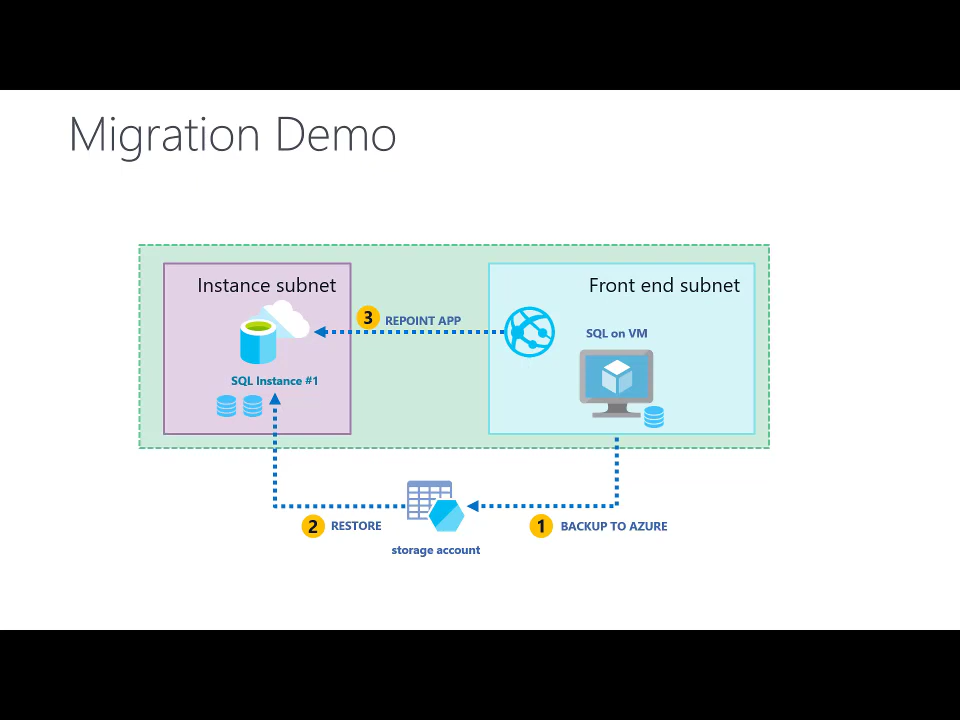 Migration Demo
Instance subnet
Front end subnet
3 REPOINT APP
SQL on VM
SQL Instance #1
2 RESTORE
1 BACKUP TO AZURE
storage account